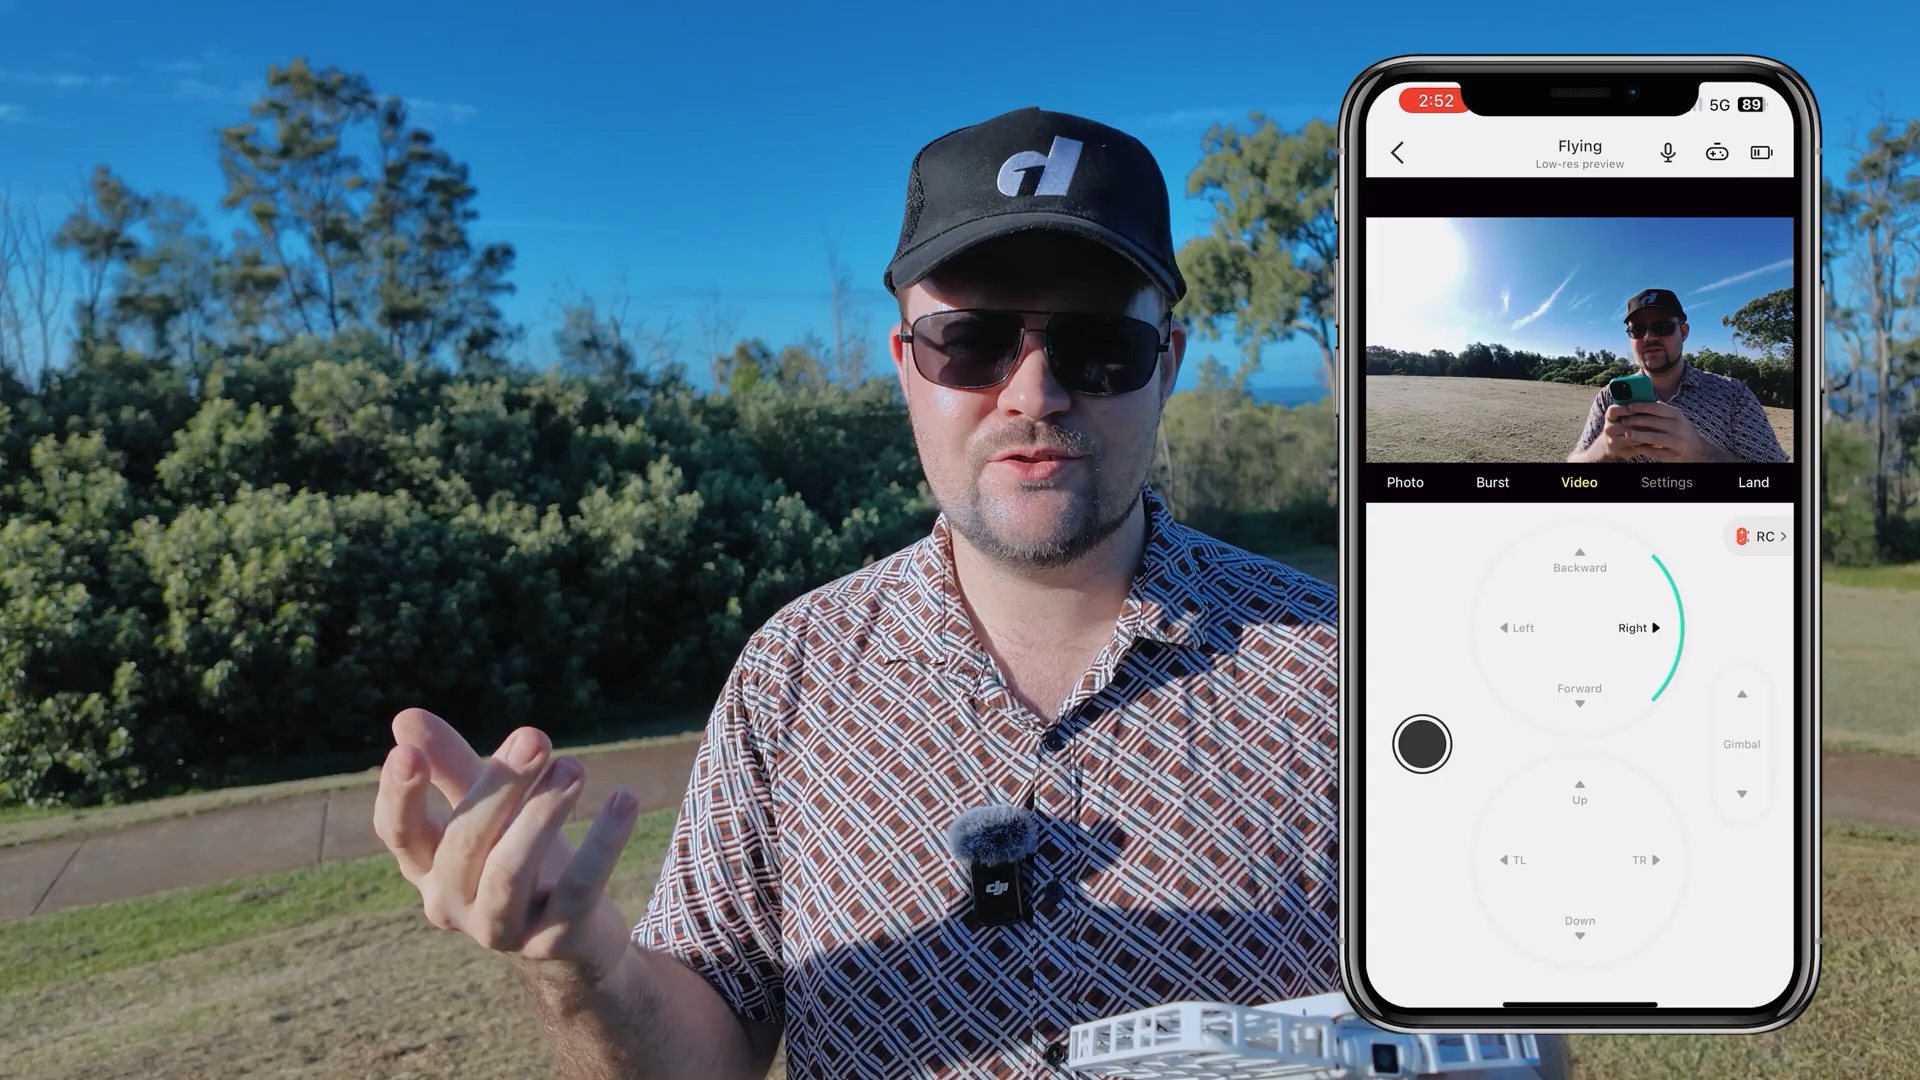 d
dji
2:52
5G 89
Flying
Low-res preview
Photo Burst Video Settings Land
RC
Backward
Left Right
Forward
Gimbal
Up
TL TR
Down